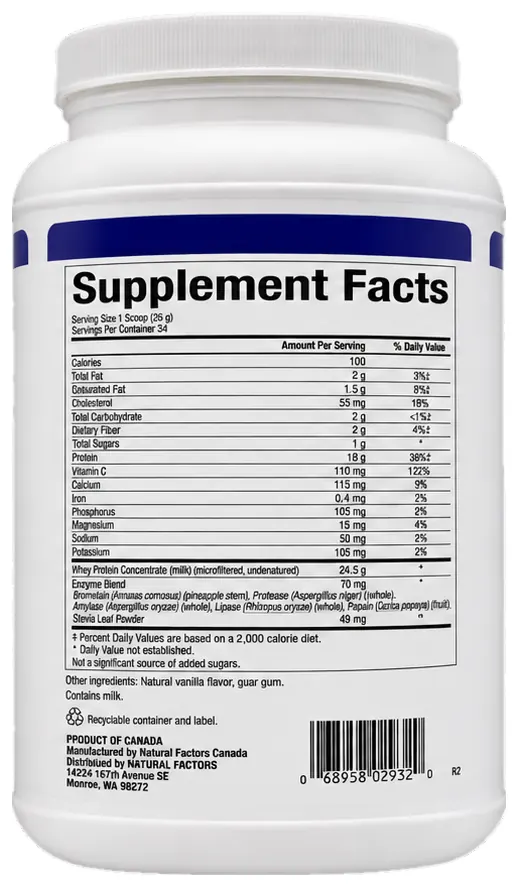 Supplement Facts
Serving Size 1 Scoop (26 g)
Servings Per Container 34
Amount Per Serving % Daily Value
Calories 100
Total Fat 2 g 3%‡
Saturated Fat 1.5 g 8%‡
Cholesterol 55 mg 18%
Total Carbohydrate 2 g <1%‡
Dietary Fiber 2 g 4%‡
Total Sugars 1 g *
Protein 18 g 36%‡
Vitamin C 110 mg 122%
Calcium 115 mg 9%
Iron 0.4 mg 2%
Phosphorus 105 mg 2%
Magnesium 15 mg 4%
Sodium 50 mg 2%
Potassium 105 mg 2%
Whey Protein Concentrate (milk) (microfiltered, undenatured) 24.5 g *
Enzyme Blend 70 mg *
(pineapple stem), Protease (Aspergillus niger) (whole).
Amylase (Aspergillus oryzae) (whole), Lipase (Rhizopus oryzae) (whole), Papain (fruit).
Stevia Leaf Powder 49 mg
‡ Percent Daily Values are based on a 2,000 calorie diet.
* Daily Value not established.
Not a significant source of added sugars.
Other ingredients: Natural vanilla flavor, guar gum.
Contains milk.
Recyclable container and label.
PRODUCT OF CANADA
Manufactured by Natural Factors Canada
Distributed by NATURAL FACTORS
14224 167th Avenue SE
Monroe, WA 98272
0 68958 02932 0 R2